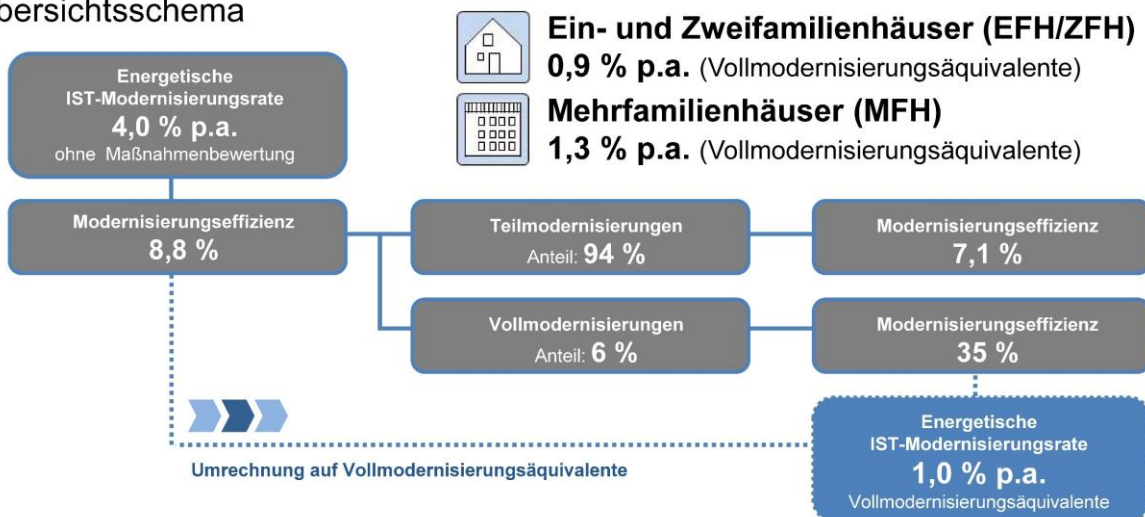 bersichtsschema
Ein- und Zweifamilienhäuser (EFH/ZFH)
0,9 % p.a. (Vollmodernisierungsäquivalente)
Mehrfamilienhäuser (MFH)
1,3 % p.a. (Vollmodernisierungsäquivalente)
Energetische
IST-Modernisierungsrate
4,0 % p.a.
ohne Maßnahmenbewertung
Modernisierungseffizienz
8,8 %
Teilmodernisierungen
Anteil: 94 %
Modernisierungseffizienz
7,1 %
Vollmodernisierungen
Anteil: 6 %
Modernisierungseffizienz
35 %
Umrechnung auf Vollmodernisierungsäquivalente
Energetische
IST-Modernisierungsrate
1,0 % p.a.
Vollmodernisierungsäquivalente